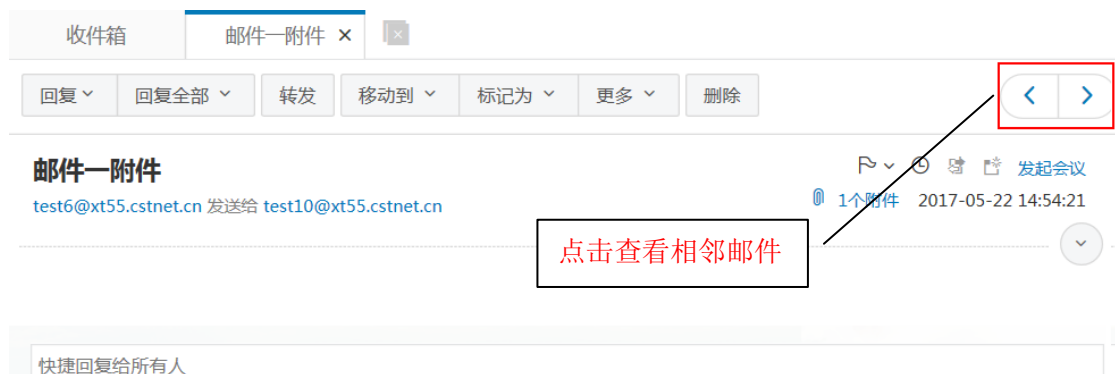 收件箱
邮件一附件
回复 回复全部 转发 移动到 标记为 更多 删除
邮件一附件
发起会议
test6@xt55.cstnet.cn 发送给 test10@xt55.cstnet.cn
1个附件 2017-05-22 14:54:21
点击查看相邻邮件
快捷回复给所有人